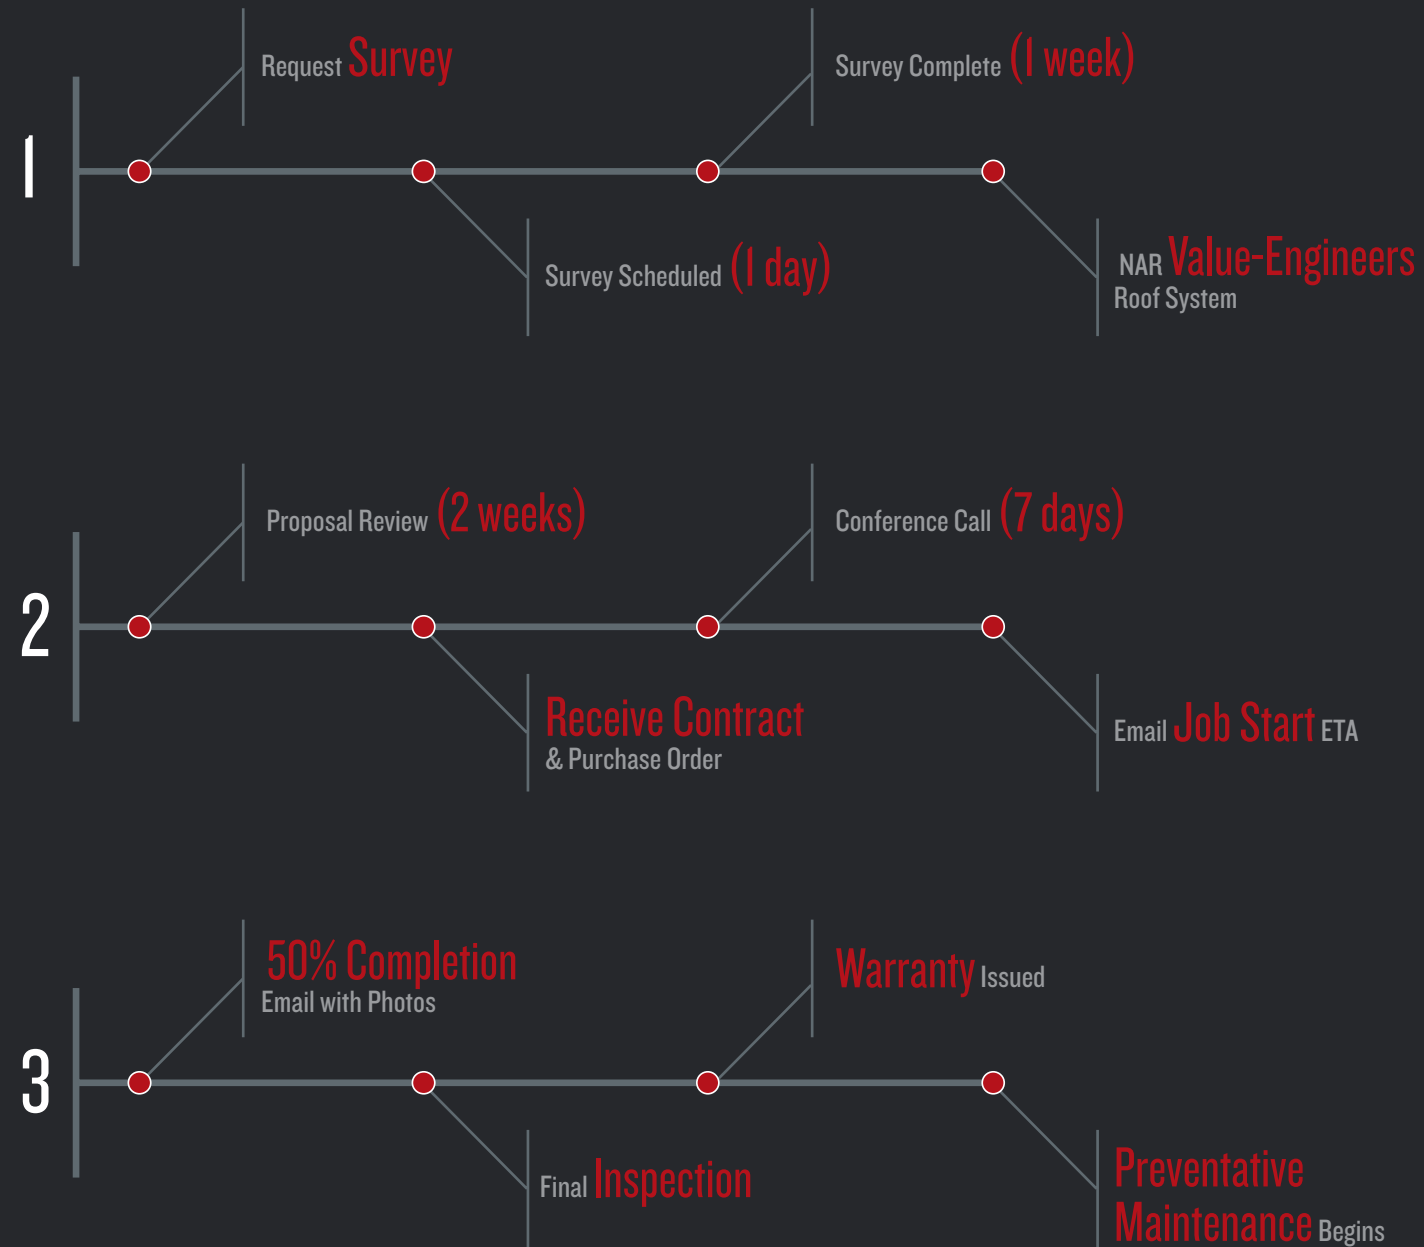 1
Request Survey
Survey Scheduled (1 day)
Survey Complete (1 week)
NAR Value-Engineers
Roof System
2
Proposal Review (2 weeks)
Receive Contract
& Purchase Order
Conference Call (7 days)
Email Job Start ETA
3
50% Completion
Email with Photos
Final Inspection
Warranty Issued
Preventative
Maintenance Begins